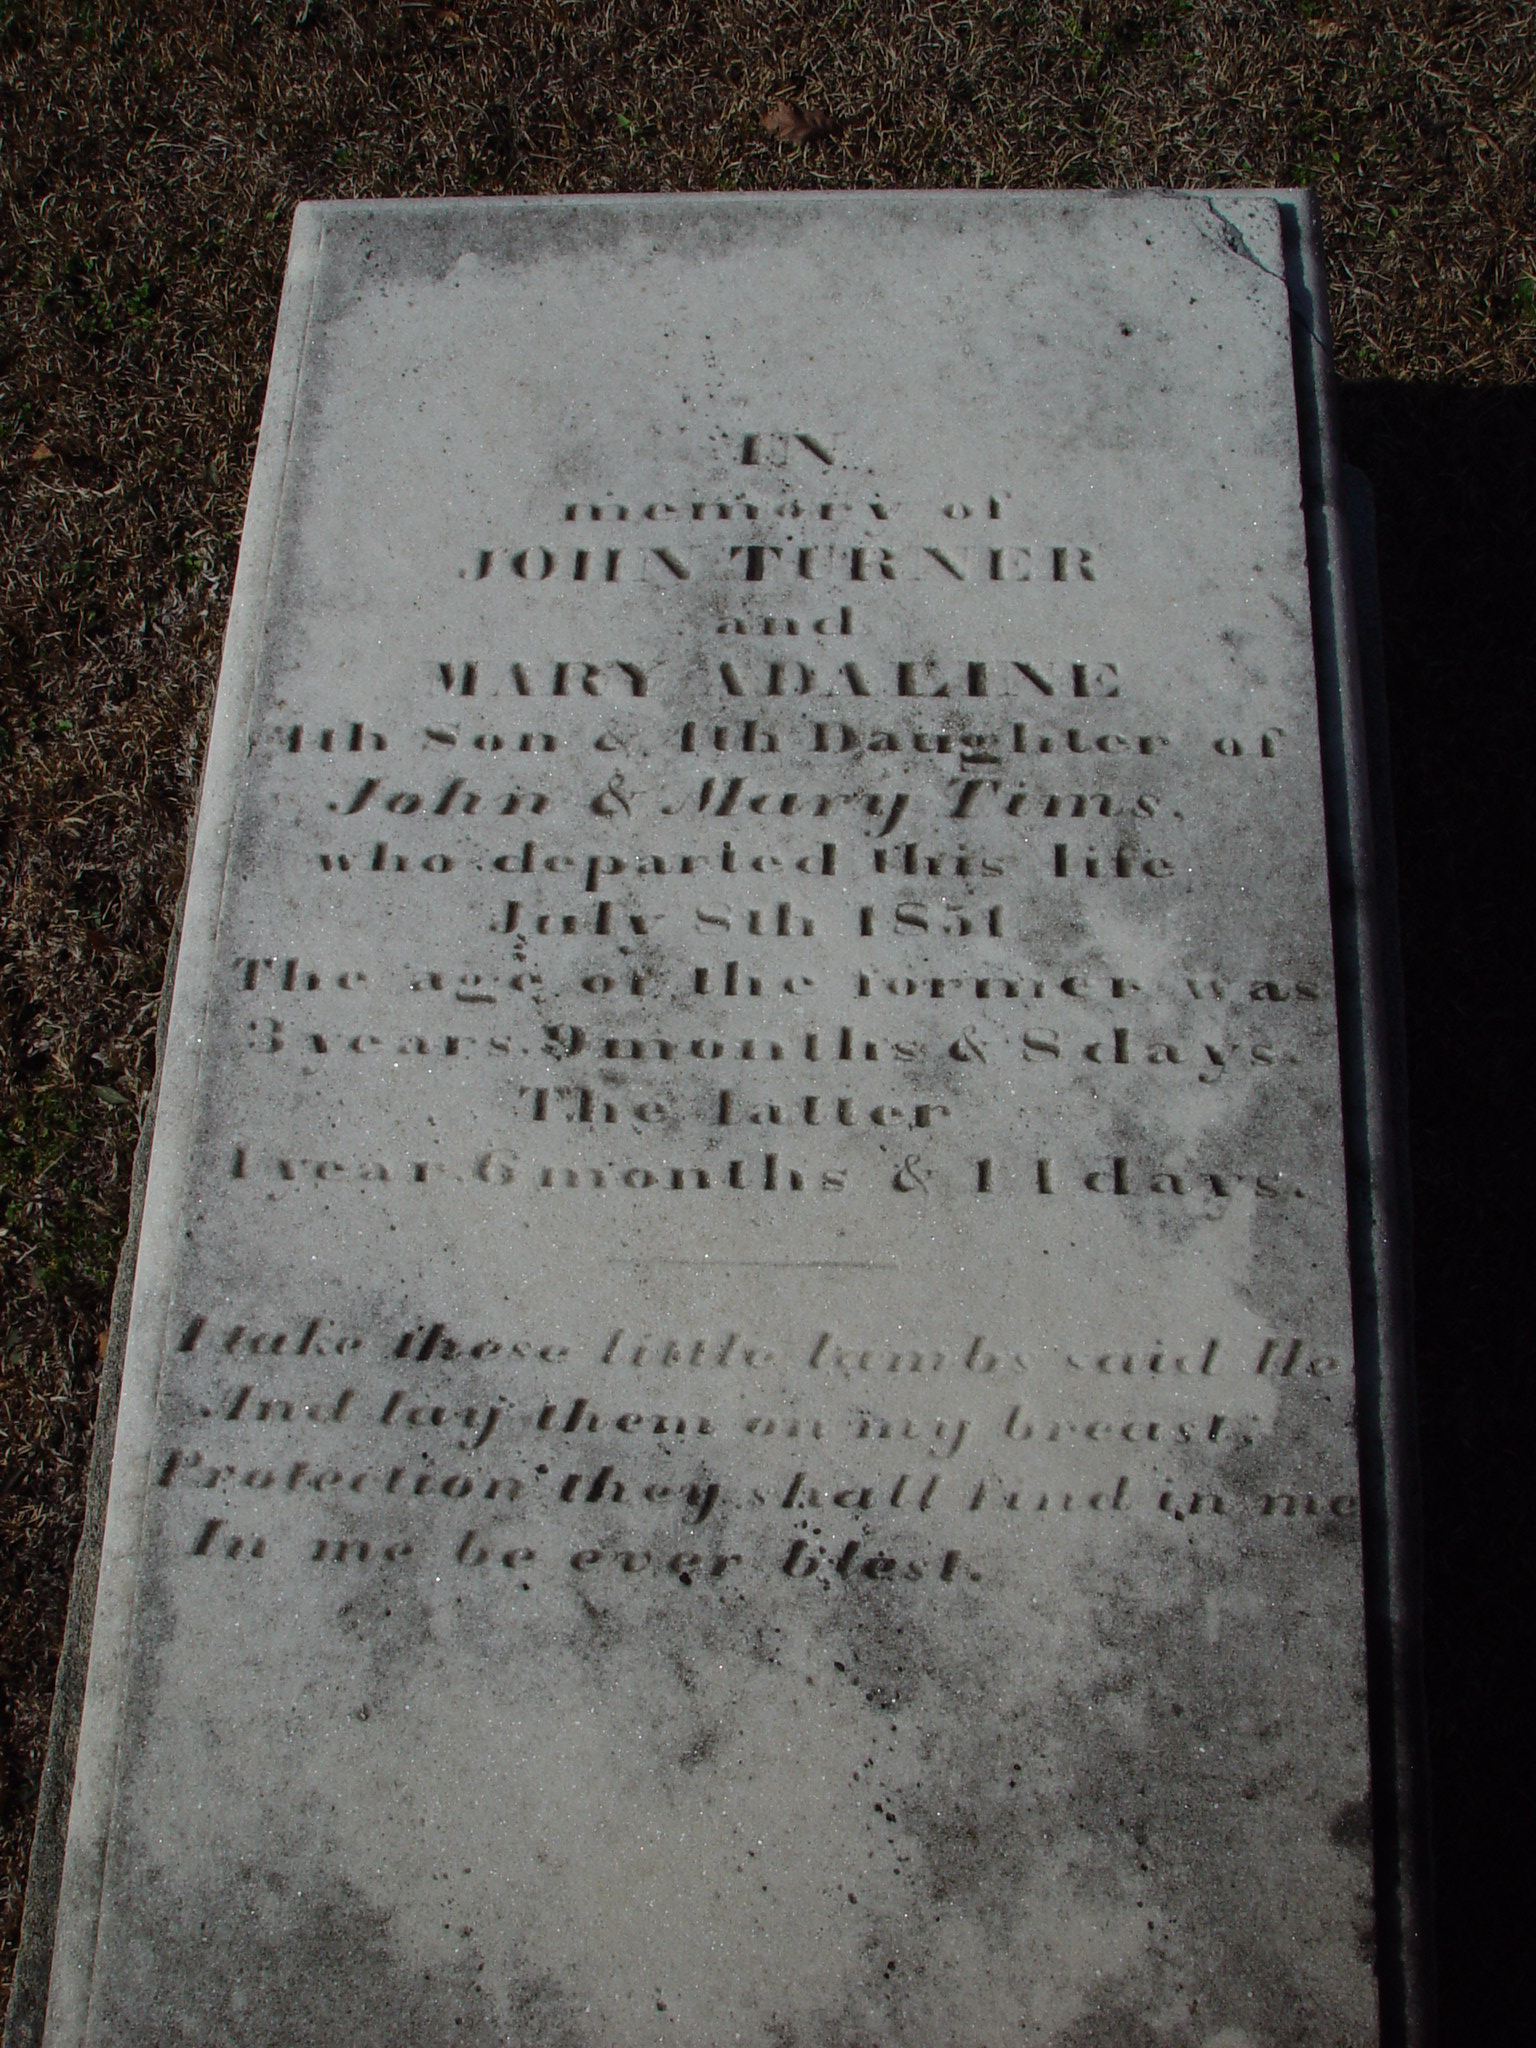 IN
memory of
JOHN TURNER
and
MARY ADALINE
4th Son & 4th Daughter of
John & Mary Tims,
who departed this life
July 8th 1851
The age of the former was
3 years, 9 months & 8 days.
The latter
1 year, 6 months & 11 days.
I take these little lambs said He
And lay them on my breast;
Protection they shall find in me
In me be ever blest.